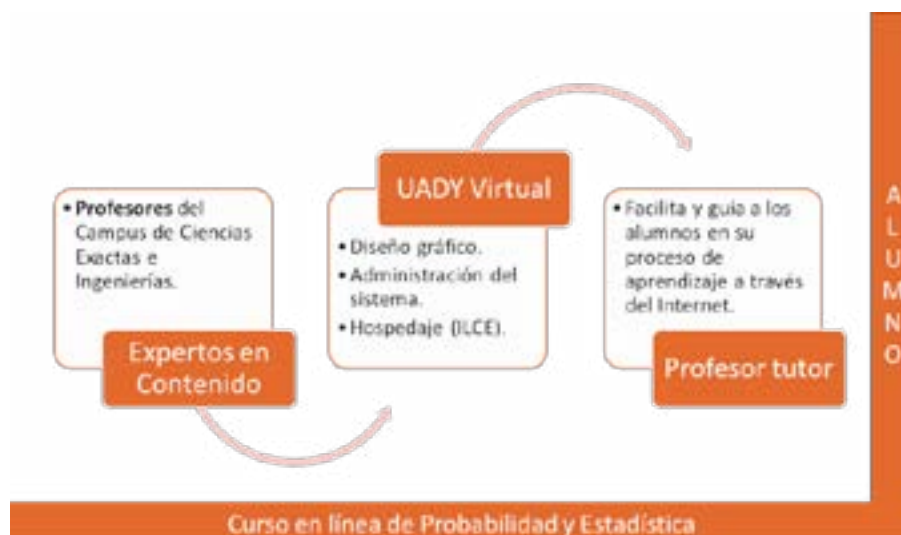 • Profesores del
Campus de Ciencias
Exactas e
Ingenierías.
Expertos en
Contenido
UADY Virtual
• Diseño gráfico.
• Administración del
sistema.
• Hospedaje (ILCE).
• Facilita y guia a los
alumnos en su
proceso de
aprendizaje a través
del Internet.
Profesor tutor
A
L
U
M
N
O
Curso en línea de Probabilidad y Estadística